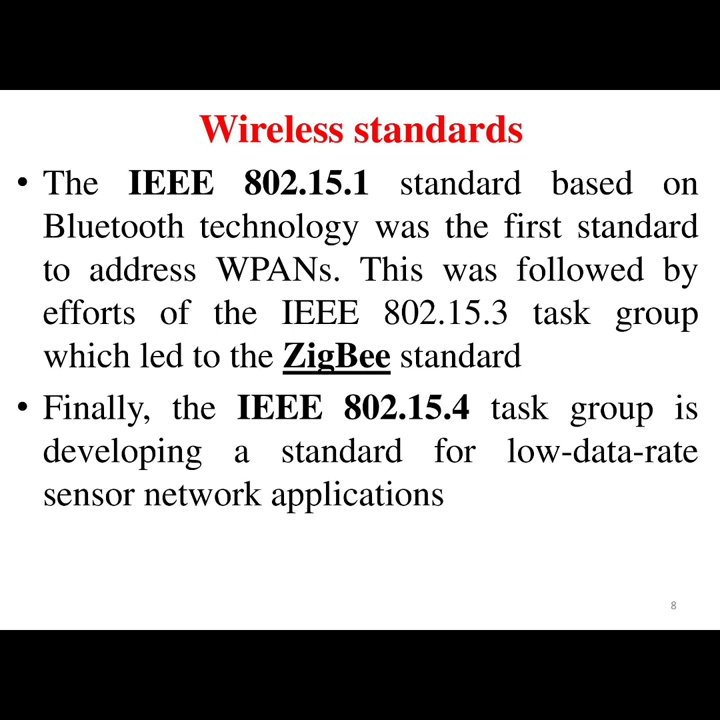 Wireless standards
• The IEEE 802.15.1 standard based on
Bluetooth technology was the first standard
to address WPANs. This was followed by
efforts of the IEEE 802.15.3 task group
which led to the ZigBee standard
• Finally, the IEEE 802.15.4 task group is
developing a standard for low-data-rate
sensor network applications
8